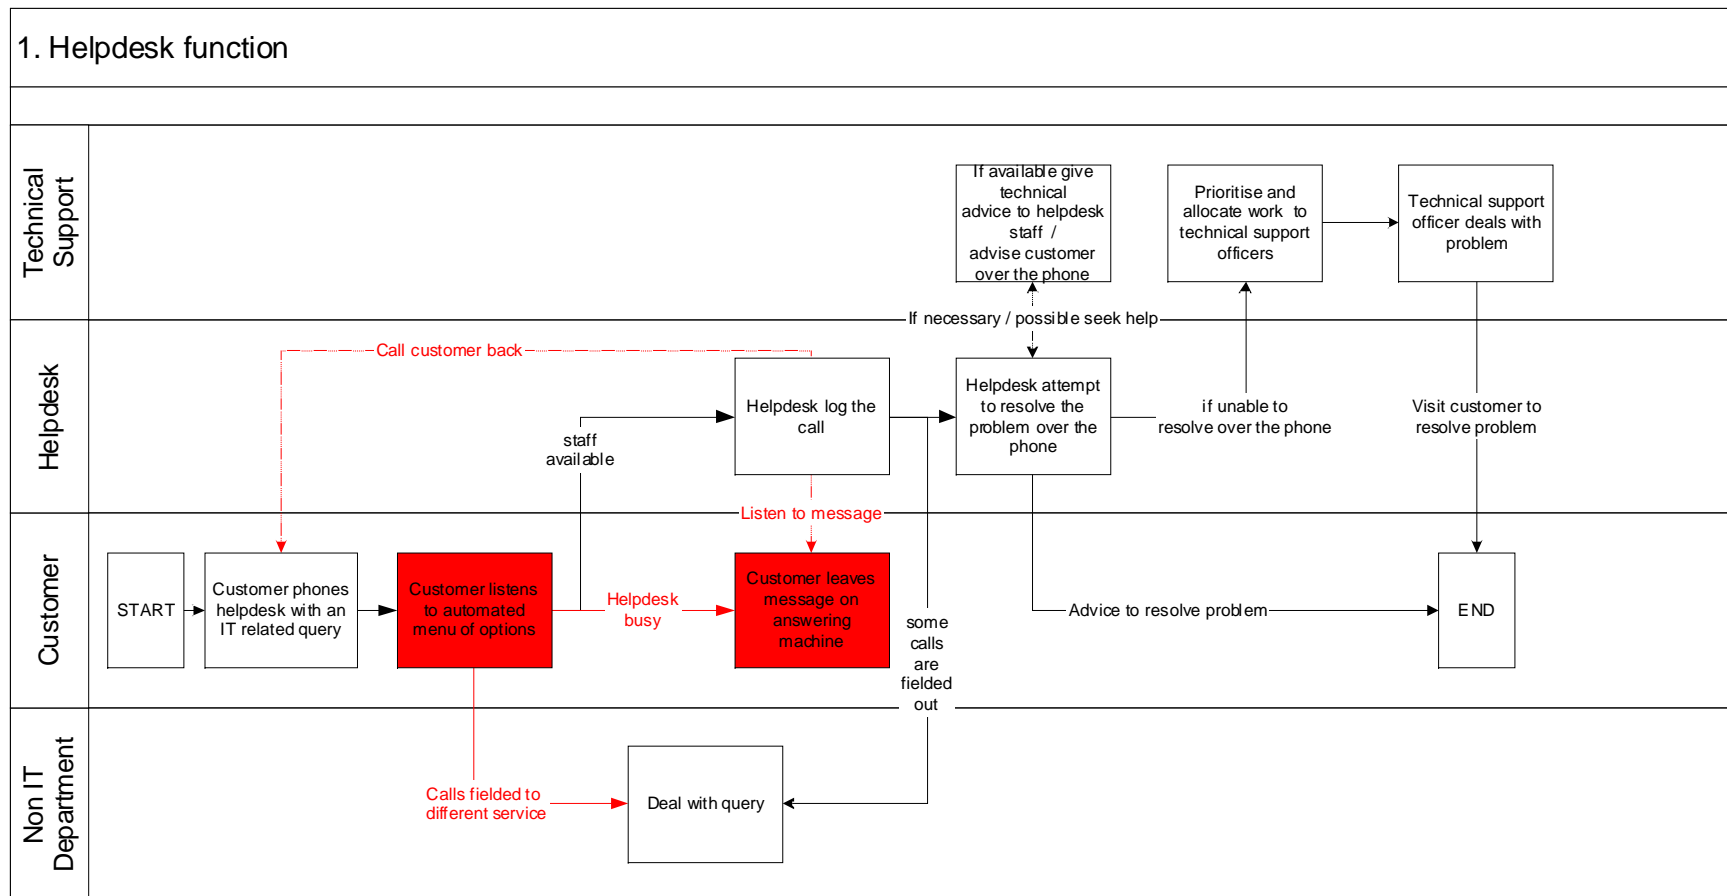 1. Helpdesk function
Technical
Support
If available give
technical
advice to helpdesk
staff /
advise customer
over the phone
Prioritise and
allocate work to
technical support
officers
Technical support
officer deals with
problem
If necessary / possible seek help
Helpdesk
Call customer back
staff
available
Helpdesk log the
call
Helpdesk attempt
to resolve the
problem over the
phone
if unable to
resolve over the phone
Visit customer to
resolve problem
Listen to message
Customer
START
Customer phones
helpdesk with an
IT related query
Customer listens
to automated
menu of options
Helpdesk
busy
Customer leaves
message on
answering
machine
some
calls
are
fielded
out
Advice to resolve problem
END
Non IT
Department
Calls fielded to
different service
Deal with query